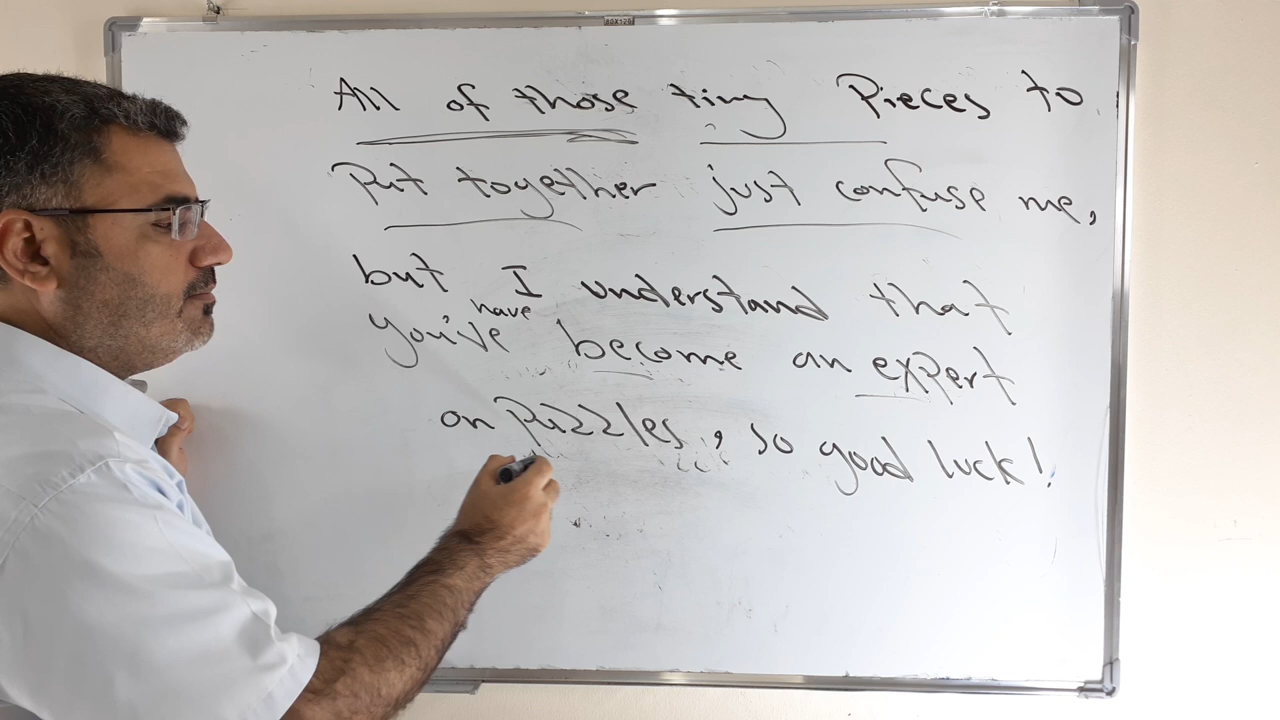 80X120
All of those tiny Pieces to
Put together just confuse me,
but I understand that
have
you've become an expert
on Puzzles, so good luck!